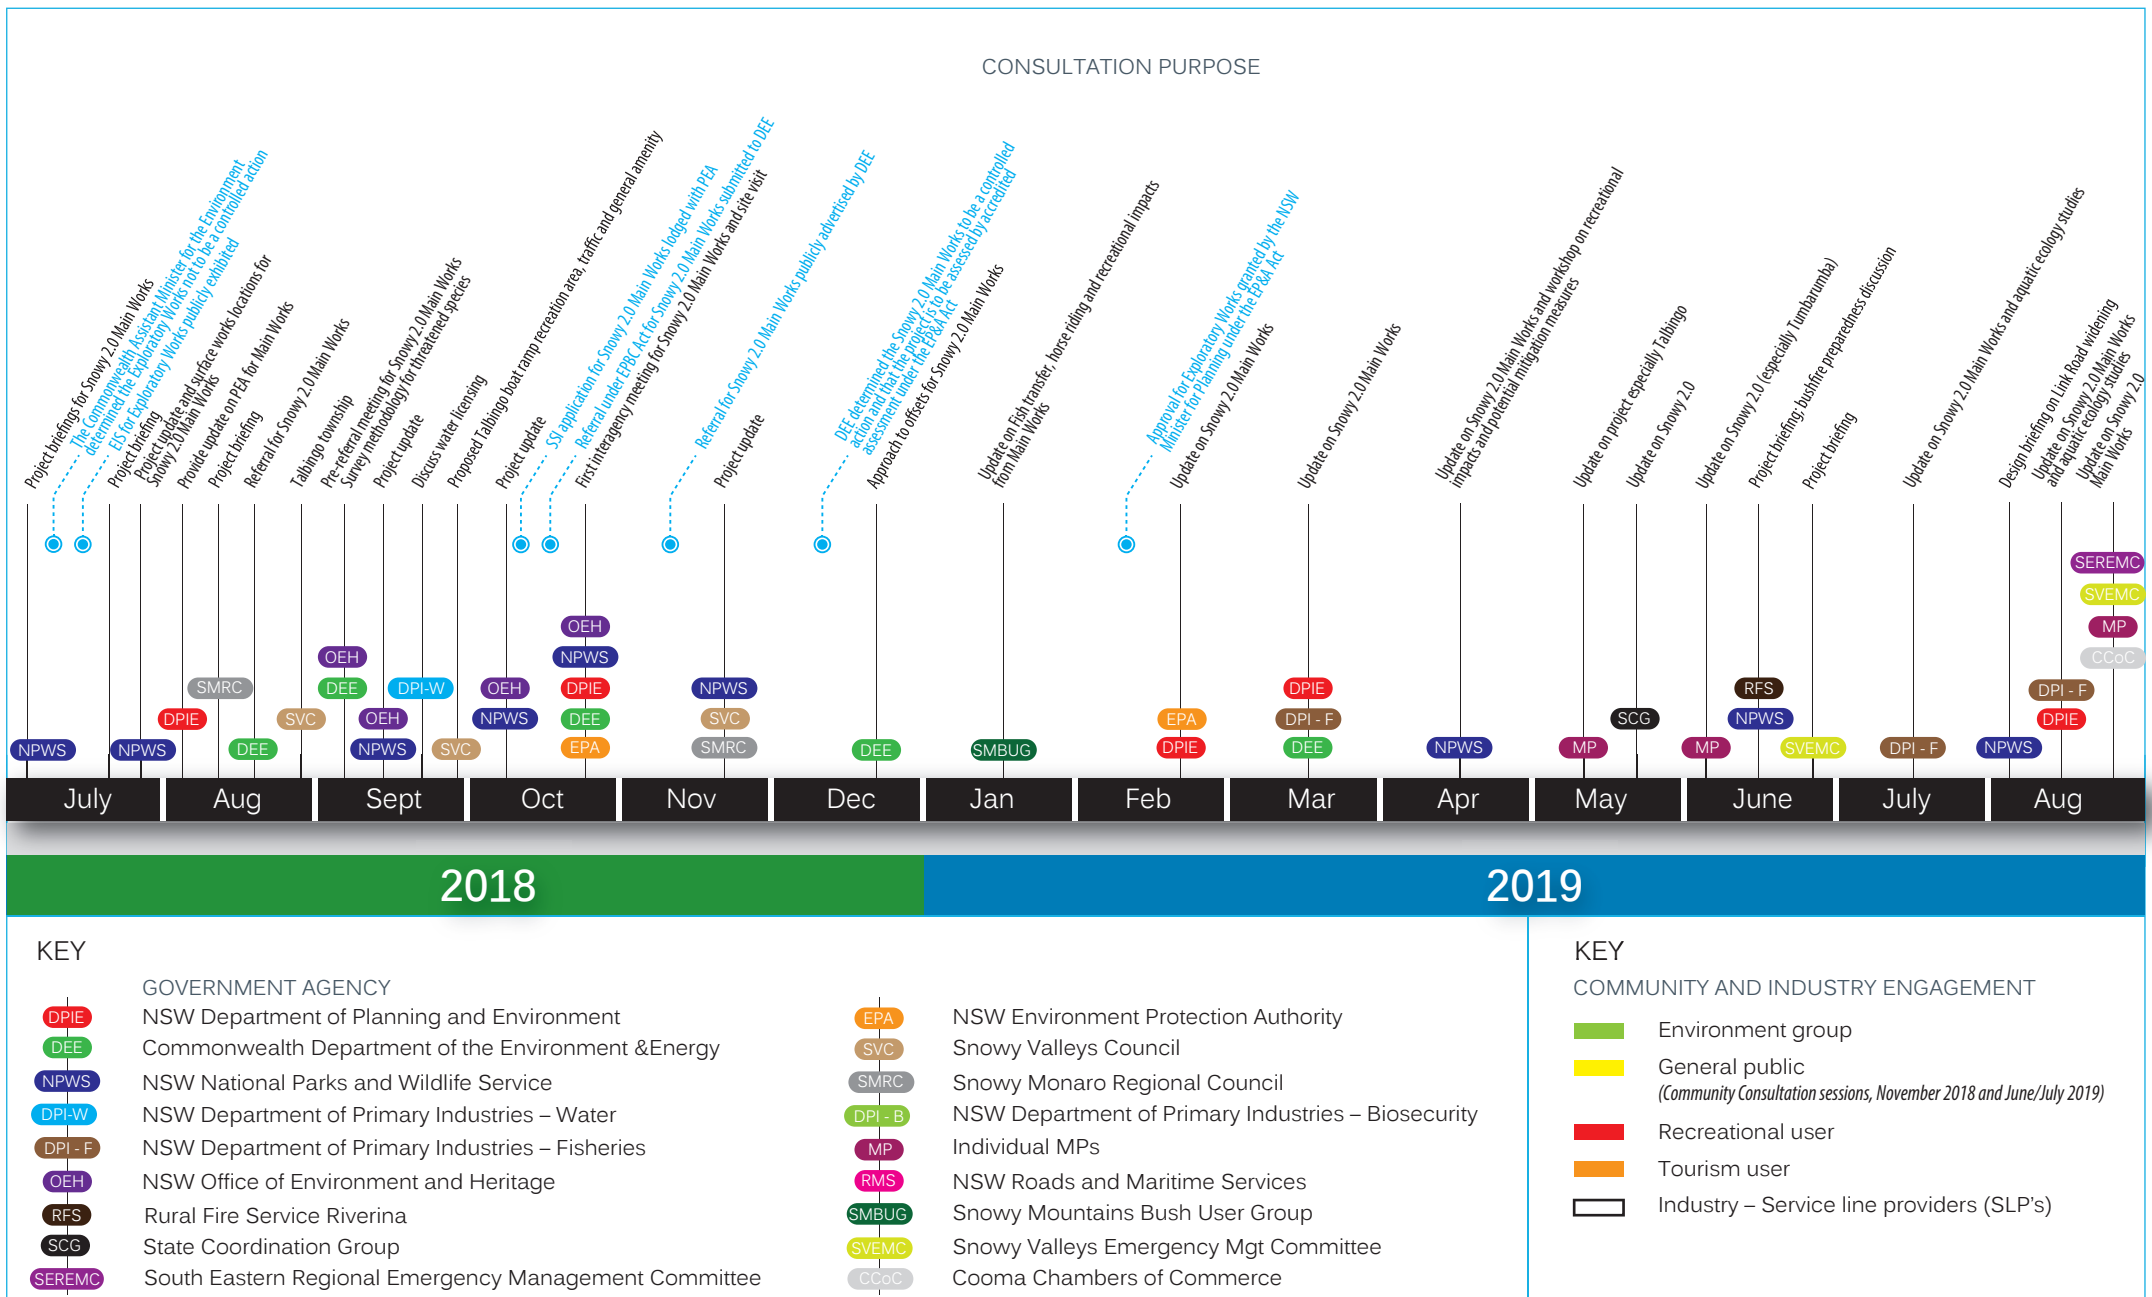 CONSULTATION PURPOSE
Project briefings for Snowy 2.0 Main Works
The Commonwealth Assistant Minister for the Environment
determined the Exploratory Works not to be a controlled action
EIS for Exploratory Works publicly exhibited
Project briefing
Project update and surface works locations for
Snowy 2.0 Main Works
Provide update on PEA for Main Works
Project briefing
Referral for Snowy 2.0 Main Works
Talbingo township
Pre-referral meeting for Snowy 2.0 Main Works
Survey methodology for threatened species
Project update
Discuss water licensing
Proposed Talbingo boat ramp recreation area, traffic and general amenity
Project update
SSI application for Snowy 2.0 Main Works lodged with PEA
Referral under EPBC Act for Snowy 2.0 Main Works submitted to DEE
First interagency meeting for Snowy 2.0 Main Works and site visit
Referral for Snowy 2.0 Main Works publicly advertised by DEE
Project update
DEE determined the Snowy 2.0 Main Works to be a controlled
action and that the project is to be assessed by accredited
assessment under the EP&A Act
Approach to offsets for Snowy 2.0 Main Works
Update on Fish transfer, horse riding and recreational impacts
from Main Works
Approval for Exploratory Works granted by the NSW
Minister for Planning under the EP&A Act
Update on Snowy 2.0 Main Works
Update on Snowy 2.0 Main Works
Update on Snowy 2.0 Main Works and workshop on recreational
impacts and potential mitigation measures
Update on project especially Talbingo
Update on Snowy 2.0
Update on Snowy 2.0 (especially Tumbarumba)
Project briefing; bushfire preparedness discussion
Project briefing
Update on Snowy 2.0 Main Works and aquatic ecology studies
Design briefing on Link Road widening
Update on Snowy 2.0 Main Works
and aquatic ecology studies
Update on Snowy 2.0
Main Works
SEREMC
SVEMC
OEH MP
OEH NPWS CCoC
SMRC DEE DPI-W OEH DPIE NPWS DPIE RFS DPI - F
DPIE SVC OEH NPWS DEE SVC EPA DPI - F SCG NPWS DPIE
NPWS NPWS DEE NPWS SVC EPA SMRC DEE SMBUG DPIE DEE NPWS MP MP SVEMC DPI - F NPWS
July Aug Sept Oct Nov Dec Jan Feb Mar Apr May June July Aug
2018 2019
KEY
GOVERNMENT AGENCY
DPIE NSW Department of Planning and Environment
DEE Commonwealth Department of the Environment &Energy
NPWS NSW National Parks and Wildlife Service
DPI-W NSW Department of Primary Industries – Water
DPI - F NSW Department of Primary Industries – Fisheries
OEH NSW Office of Environment and Heritage
RFS Rural Fire Service Riverina
SCG State Coordination Group
SEREMC South Eastern Regional Emergency Management Committee
EPA NSW Environment Protection Authority
SVC Snowy Valleys Council
SMRC Snowy Monaro Regional Council
DPI - B NSW Department of Primary Industries – Biosecurity
MP Individual MPs
RMS NSW Roads and Maritime Services
SMBUG Snowy Mountains Bush User Group
SVEMC Snowy Valleys Emergency Mgt Committee
CCoC Cooma Chambers of Commerce
KEY
COMMUNITY AND INDUSTRY ENGAGEMENT
Environment group
General public
(Community Consultation sessions, November 2018 and June/July 2019)
Recreational user
Tourism user
Industry – Service line providers (SLP's)